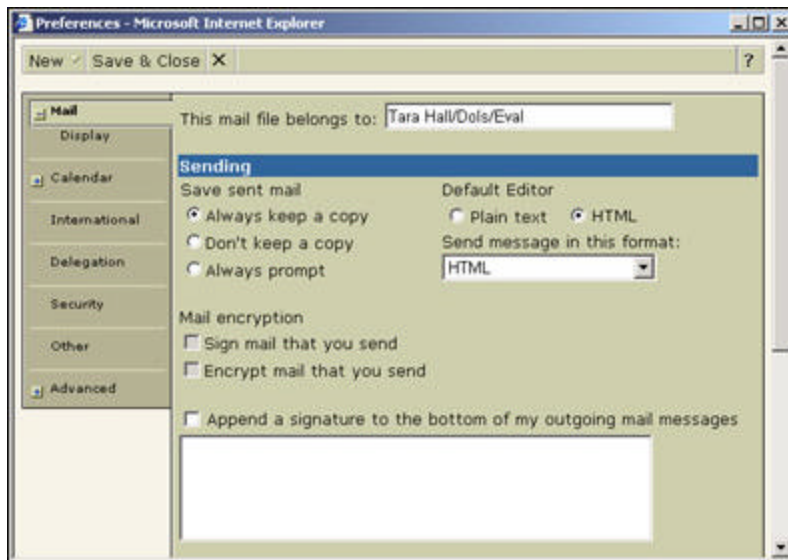 Preferences - Microsoft Internet Explorer
New Save & Close X ?
Mail
Display
Calendar
International
Delegation
Security
Other
Advanced
This mail file belongs to: Tara Hall/Dols/Eval
Sending
Save sent mail
Always keep a copy
Don't keep a copy
Always prompt
Default Editor
Plain text HTML
Send message in this format:
HTML
Mail encryption
Sign mail that you send
Encrypt mail that you send
Append a signature to the bottom of my outgoing mail messages